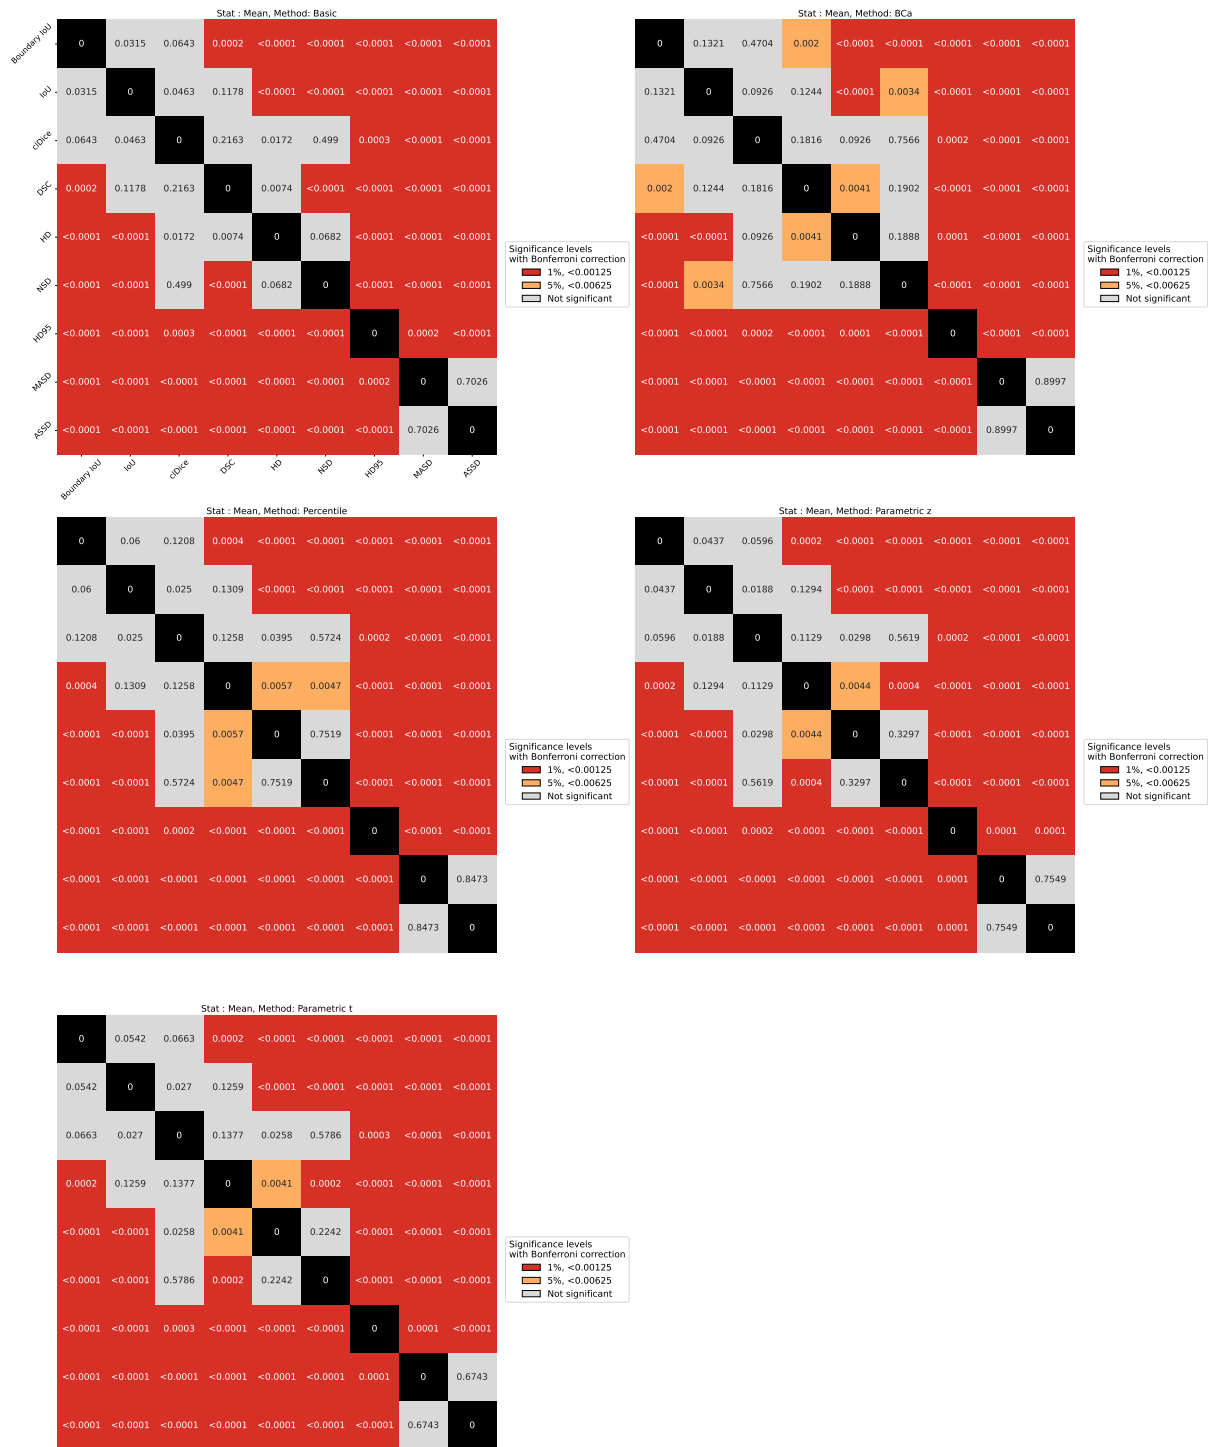 Stat : Mean, Method: Basic
Boundary IoU 0 0.0315 0.0643 0.0002 <0.0001 <0.0001 <0.0001 <0.0001 <0.0001
IoU 0.0315 0 0.0463 0.1178 <0.0001 <0.0001 <0.0001 <0.0001 <0.0001
clDice 0.0643 0.0463 0 0.2163 0.0172 0.499 0.0003 <0.0001 <0.0001
DSC 0.0002 0.1178 0.2163 0 0.0074 <0.0001 <0.0001 <0.0001 <0.0001
HD <0.0001 <0.0001 0.0172 0.0074 0 0.0682 <0.0001 <0.0001 <0.0001
NSD <0.0001 <0.0001 0.499 <0.0001 0.0682 0 <0.0001 <0.0001 <0.0001
HD95 <0.0001 <0.0001 0.0003 <0.0001 <0.0001 <0.0001 0 0.0002 <0.0001
MASD <0.0001 <0.0001 <0.0001 <0.0001 <0.0001 <0.0001 0.0002 0 0.7026
ASSD <0.0001 <0.0001 <0.0001 <0.0001 <0.0001 <0.0001 <0.0001 0.7026 0
Boundary IoU IoU clDice DSC HD NSD HD95 MASD ASSD
Significance levels
with Bonferroni correction
1%, <0.00125
5%, <0.00625
Not significant
Stat : Mean, Method: BCa
0 0.1321 0.4704 0.002 <0.0001 <0.0001 <0.0001 <0.0001 <0.0001
0.1321 0 0.0926 0.1244 <0.0001 0.0034 <0.0001 <0.0001 <0.0001
0.4704 0.0926 0 0.1816 0.0926 0.7566 0.0002 <0.0001 <0.0001
0.002 0.1244 0.1816 0 0.0041 0.1902 <0.0001 <0.0001 <0.0001
<0.0001 <0.0001 0.0926 0.0041 0 0.1888 0.0001 <0.0001 <0.0001
<0.0001 0.0034 0.7566 0.1902 0.1888 0 <0.0001 <0.0001 <0.0001
<0.0001 <0.0001 0.0002 <0.0001 0.0001 <0.0001 0 <0.0001 <0.0001
<0.0001 <0.0001 <0.0001 <0.0001 <0.0001 <0.0001 <0.0001 0 0.8997
<0.0001 <0.0001 <0.0001 <0.0001 <0.0001 <0.0001 <0.0001 0.8997 0
Significance levels
with Bonferroni correction
1%, <0.00125
5%, <0.00625
Not significant
Stat : Mean, Method: Percentile
0 0.06 0.1208 0.0004 <0.0001 <0.0001 <0.0001 <0.0001 <0.0001
0.06 0 0.025 0.1309 <0.0001 <0.0001 <0.0001 <0.0001 <0.0001
0.1208 0.025 0 0.1258 0.0395 0.5724 0.0002 <0.0001 <0.0001
0.0004 0.1309 0.1258 0 0.0057 0.0047 <0.0001 <0.0001 <0.0001
<0.0001 <0.0001 0.0395 0.0057 0 0.7519 <0.0001 <0.0001 <0.0001
<0.0001 <0.0001 0.5724 0.0047 0.7519 0 <0.0001 <0.0001 <0.0001
<0.0001 <0.0001 0.0002 <0.0001 <0.0001 <0.0001 0 <0.0001 <0.0001
<0.0001 <0.0001 <0.0001 <0.0001 <0.0001 <0.0001 <0.0001 0 0.8473
<0.0001 <0.0001 <0.0001 <0.0001 <0.0001 <0.0001 <0.0001 0.8473 0
Significance levels
with Bonferroni correction
1%, <0.00125
5%, <0.00625
Not significant
Stat : Mean, Method: Parametric z
0 0.0437 0.0596 0.0002 <0.0001 <0.0001 <0.0001 <0.0001 <0.0001
0.0437 0 0.0188 0.1294 <0.0001 <0.0001 <0.0001 <0.0001 <0.0001
0.0596 0.0188 0 0.1129 0.0298 0.5619 0.0002 <0.0001 <0.0001
0.0002 0.1294 0.1129 0 0.0044 0.0004 <0.0001 <0.0001 <0.0001
<0.0001 <0.0001 0.0298 0.0044 0 0.3297 <0.0001 <0.0001 <0.0001
<0.0001 <0.0001 0.5619 0.0004 0.3297 0 <0.0001 <0.0001 <0.0001
<0.0001 <0.0001 0.0002 <0.0001 <0.0001 <0.0001 0 0.0001 0.0001
<0.0001 <0.0001 <0.0001 <0.0001 <0.0001 <0.0001 0.0001 0 0.7549
<0.0001 <0.0001 <0.0001 <0.0001 <0.0001 <0.0001 0.0001 0.7549 0
Significance levels
with Bonferroni correction
1%, <0.00125
5%, <0.00625
Not significant
Stat : Mean, Method: Parametric t
0 0.0542 0.0663 0.0002 <0.0001 <0.0001 <0.0001 <0.0001 <0.0001
0.0542 0 0.027 0.1259 <0.0001 <0.0001 <0.0001 <0.0001 <0.0001
0.0663 0.027 0 0.1377 0.0258 0.5786 0.0003 <0.0001 <0.0001
0.0002 0.1259 0.1377 0 0.0041 0.0002 <0.0001 <0.0001 <0.0001
<0.0001 <0.0001 0.0258 0.0041 0 0.2242 <0.0001 <0.0001 <0.0001
<0.0001 <0.0001 0.5786 0.0002 0.2242 0 <0.0001 <0.0001 <0.0001
<0.0001 <0.0001 0.0003 <0.0001 <0.0001 <0.0001 0 0.0001 <0.0001
<0.0001 <0.0001 <0.0001 <0.0001 <0.0001 <0.0001 0.0001 0 0.6743
<0.0001 <0.0001 <0.0001 <0.0001 <0.0001 <0.0001 <0.0001 0.6743 0
Significance levels
with Bonferroni correction
1%, <0.00125
5%, <0.00625
Not significant